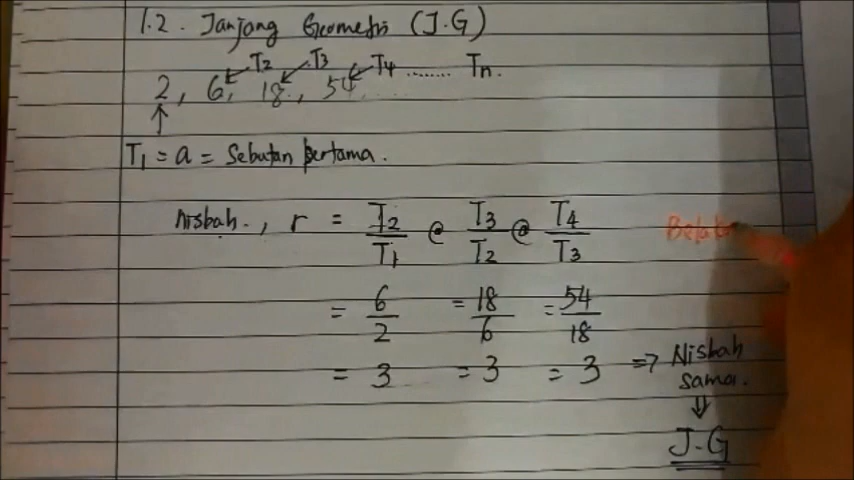 1.2. Janjang Geometri (J.G)
T2 T3 T4 ........ Tn.
2, 6, 18, 54
T1 = a = Sebutan pertama.
Nisbah., r = T2/T1 @ T3/T2 @ T4/T3
= 6/2 = 18/6 = 54/18
= 3 = 3 = 3 => Nisbah
sama.
⇓
J.G